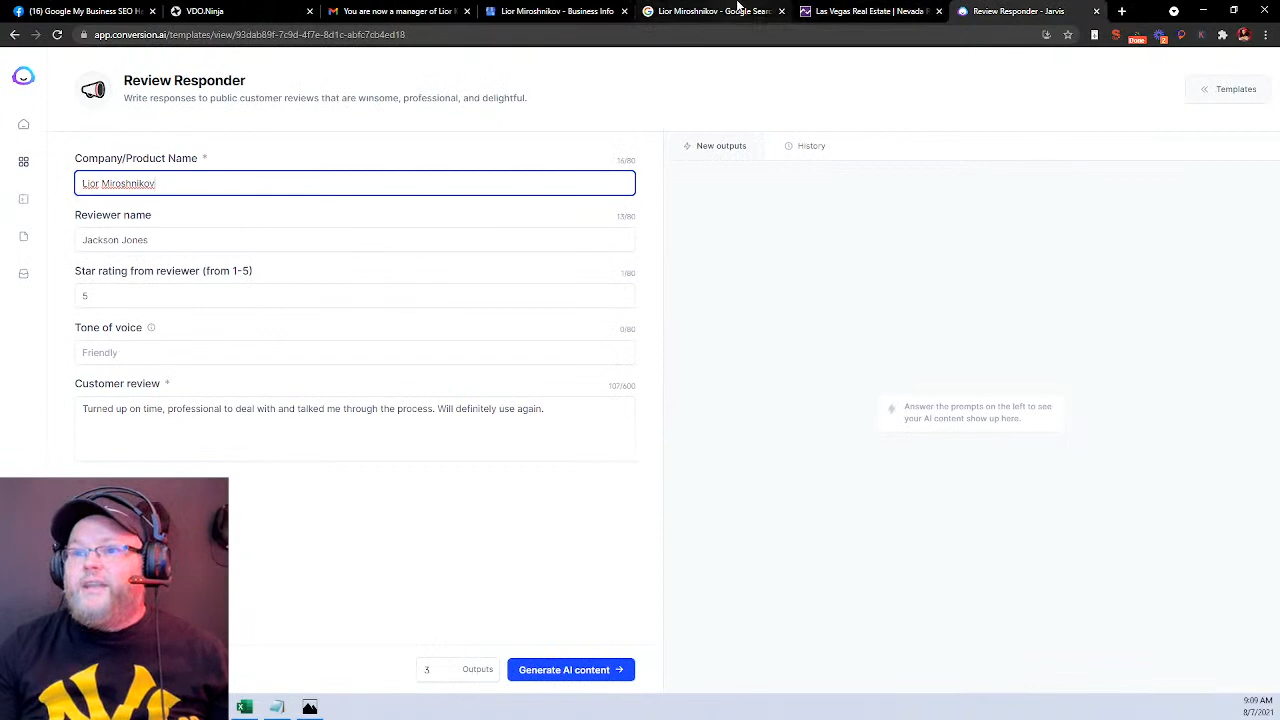 (16) Google My Business SEO H
VDO.Ninja
You are now a manager of Lior
Lior Miroshnikov - Business Info
Lior Miroshnikov - Google Sear
Las Vegas Real Estate | Nevada
Review Responder - Jarvis
app.conversion.ai/templates/view/93dab89f-7c9d-4f7e-8d1c-abfc7cb4ed18
Done
2
Review Responder
Write responses to public customer reviews that are winsome, professional, and delightful.
Templates
Company/Product Name *
16/80
Lior Miroshnikov
Reviewer name
13/80
Jackson Jones
Star rating from reviewer (from 1-5)
1/80
5
Tone of voice
0/80
Friendly
Customer review *
107/600
Turned up on time, professional to deal with and talked me through the process. Will definitely use again.
New outputs
History
Answer the prompts on the left to see
your AI content show up here.
3
Outputs
Generate AI content
9:09 AM
8/7/2021